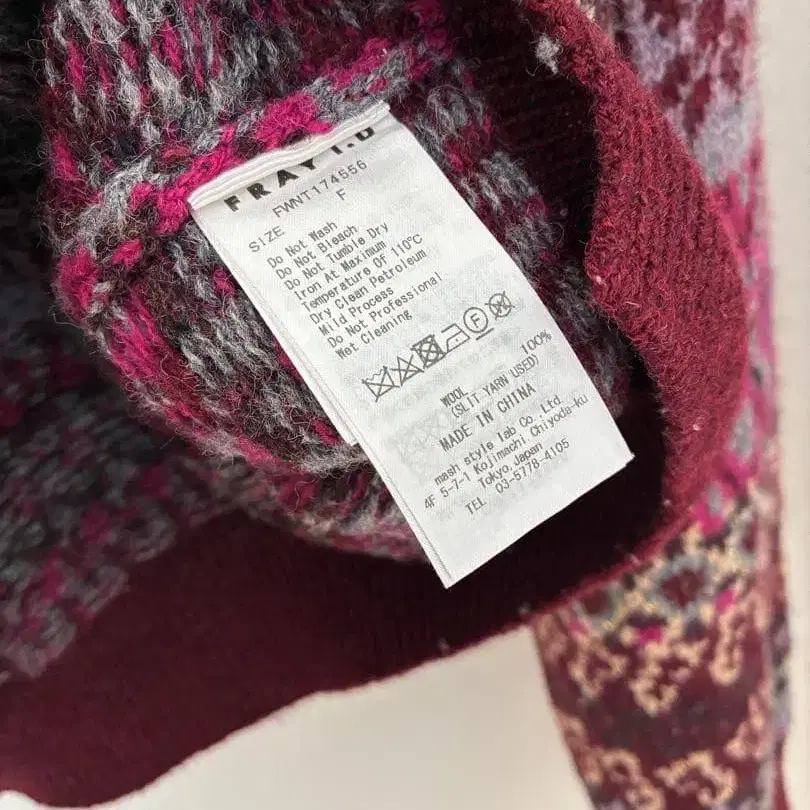 FRAY I.D
FWNT174556
SIZE F
Do Not Wash
Do Not Bleach
Do Not Tumble Dry
Iron At Maximum
Temperature Of 110℃
Dry Clean Petroleum
Mild Process
Do Not Professional
Wet Cleaning
P
WOOL 100%
(SLIT YARN USED)
MADE IN CHINA
mash style lab Co.,Ltd.
4F 5-7-1 Kojimachi, Chiyoda-ku
Tokyo, Japan
TEL 03-5778-4105